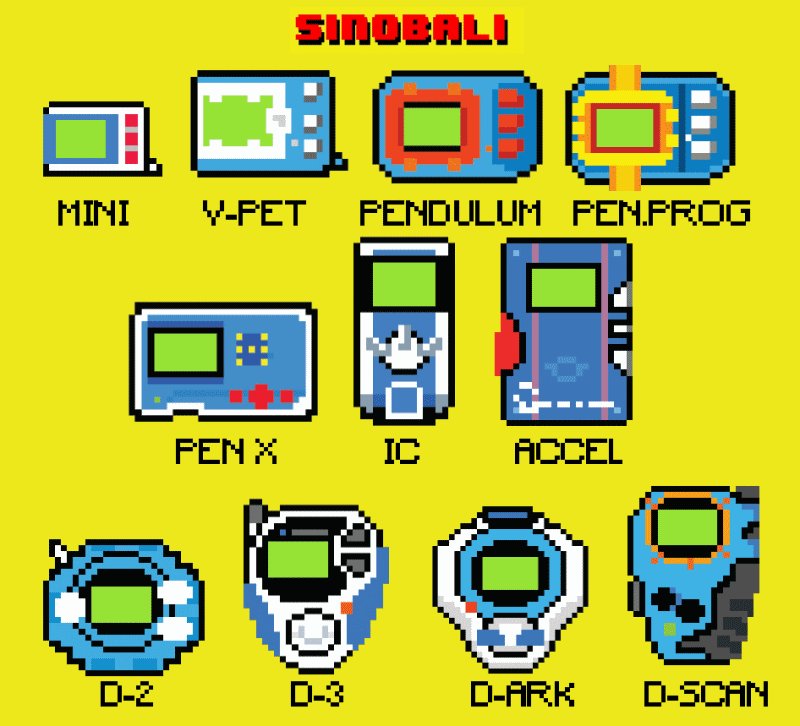 SINOBALI
MINI V-PET PENDULUM PEN.PROG
PEN X IC ACCEL
D-2 D-3 D-ARK D-SCAN